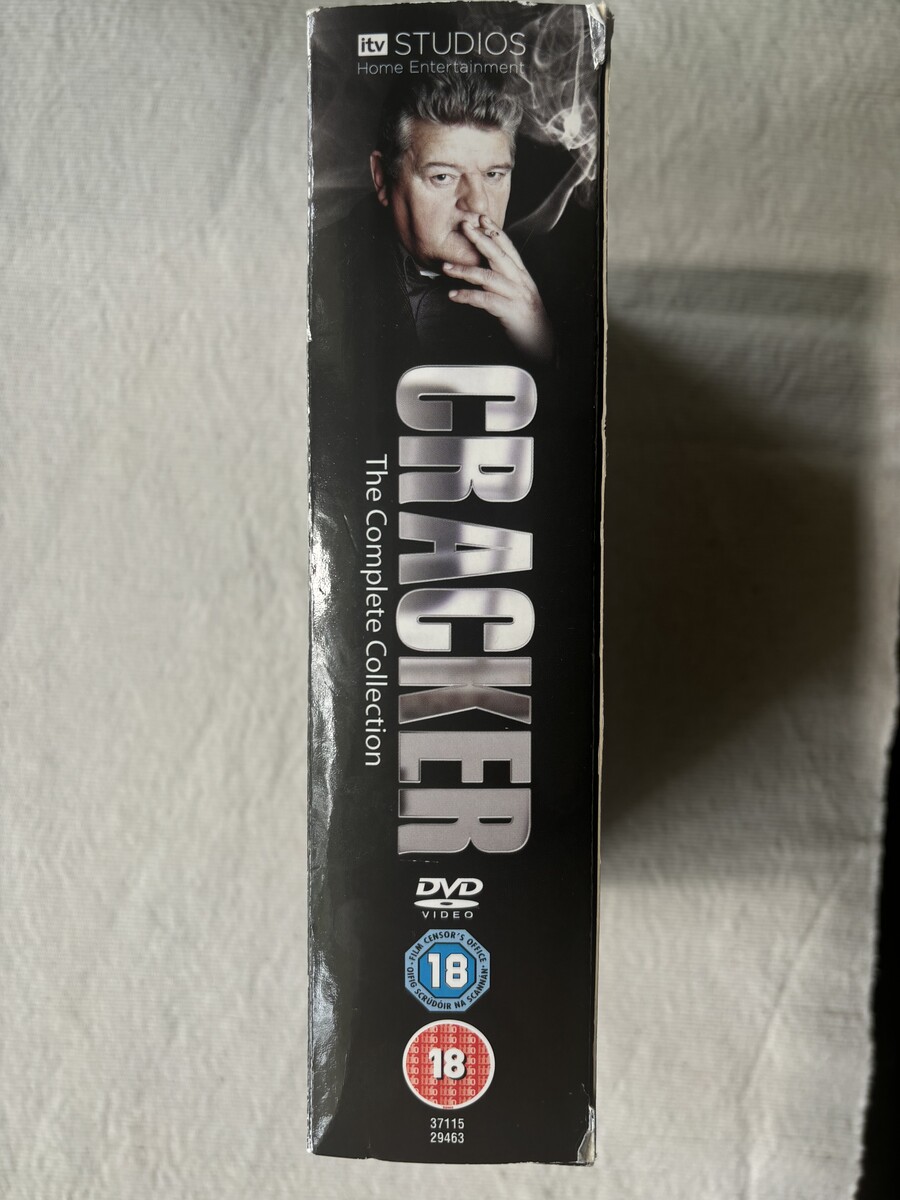 itv STUDIOS
Home Entertainment
CRACKER
The Complete Collection
DVD
VIDEO
· FILM CENSOR'S OFFICE ·
18
OIFIG SCRÚDÓIR NA SCANNÁN
18
37115
29463